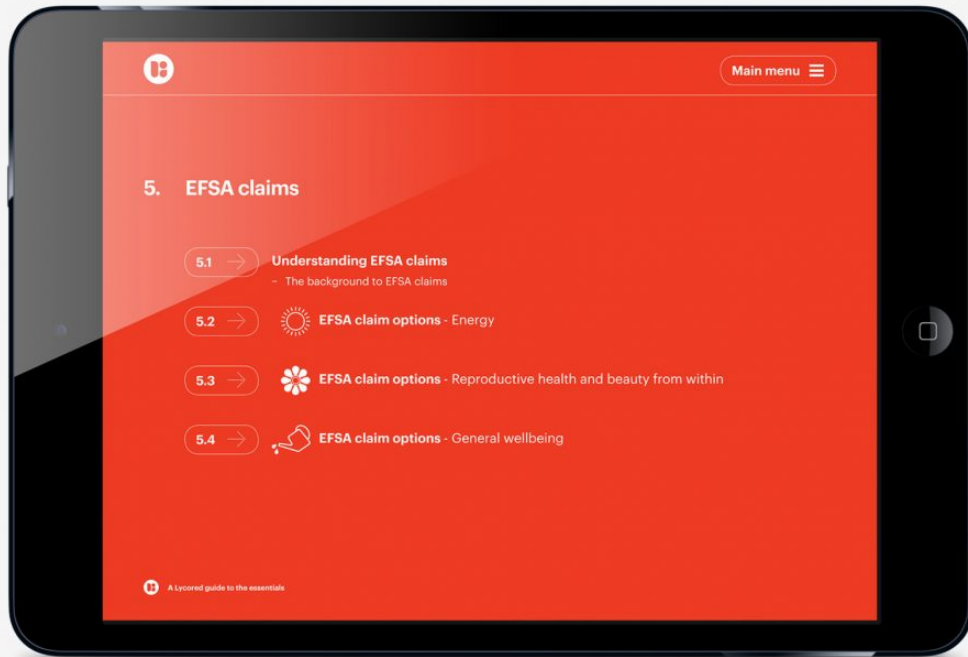 Main menu
5. EFSA claims
5.1 Understanding EFSA claims
- The background to EFSA claims
5.2 EFSA claim options - Energy
5.3 EFSA claim options - Reproductive health and beauty from within
5.4 EFSA claim options - General wellbeing
A Lycored guide to the essentials